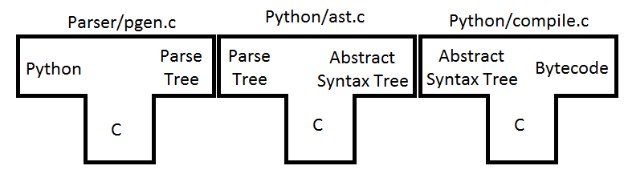 Parser/pgen.c
Python/ast.c
Python/compile.c
Python
Parse
Tree
Parse
Tree
Abstract
Syntax Tree
Abstract
Syntax Tree
Bytecode
C
C
C